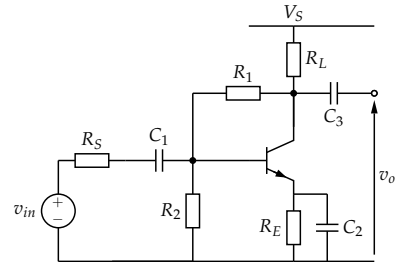 V_S
R_L
R_1
C_3
R_S
C_1
v_in
+
−
R_2
R_E
C_2
v_o